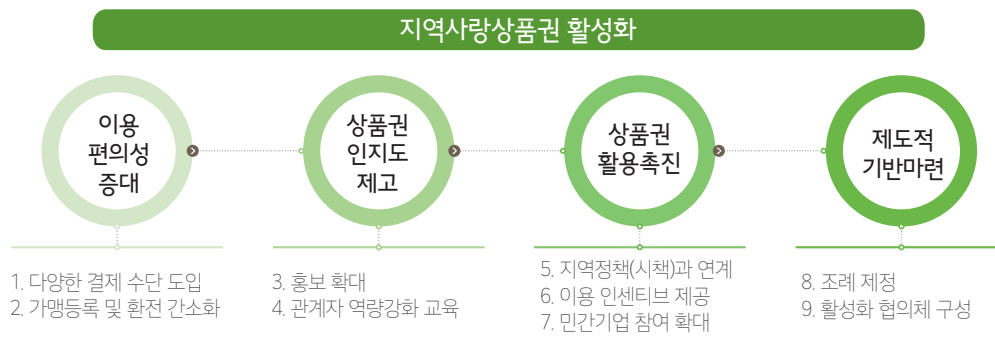 지역사랑상품권 활성화
이용
편의성
증대
상품권
인지도
제고
상품권
활용촉진
제도적
기반마련
1. 다양한 결제 수단 도입
2. 가맹등록 및 환전 간소화
3. 홍보 확대
4. 관계자 역량강화 교육
5. 지역정책(시책)과 연계
6. 이용 인센티브 제공
7. 민간기업 참여 확대
8. 조례 제정
9. 활성화 협의체 구성